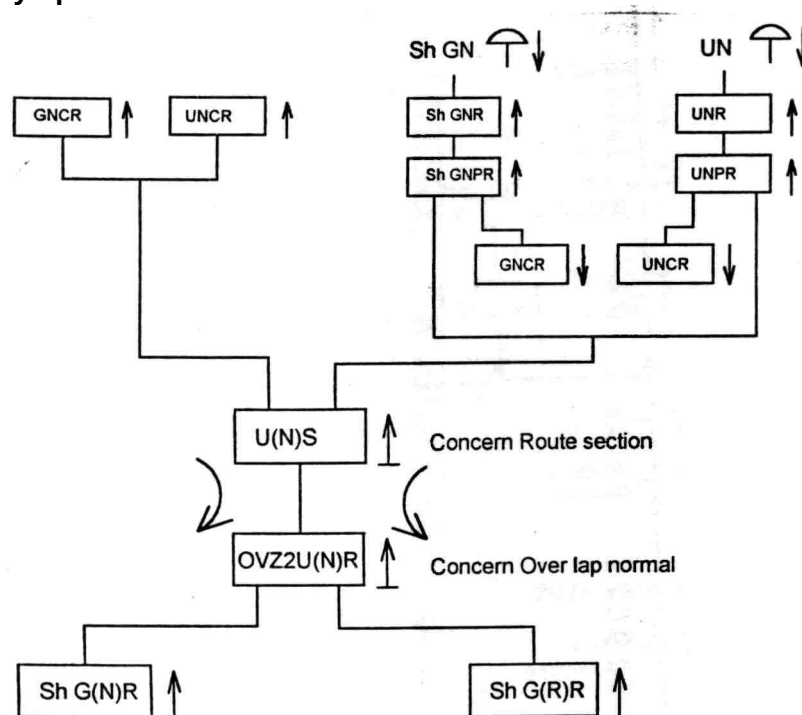 Sh GN
UN
GNCR
UNCR
Sh GNR
UNR
Sh GNPR
UNPR
GNCR
UNCR
U(N)S
Concern Route section
OVZ2U(N)R
Concern Over lap normal
Sh G(N)R
Sh G(R)R